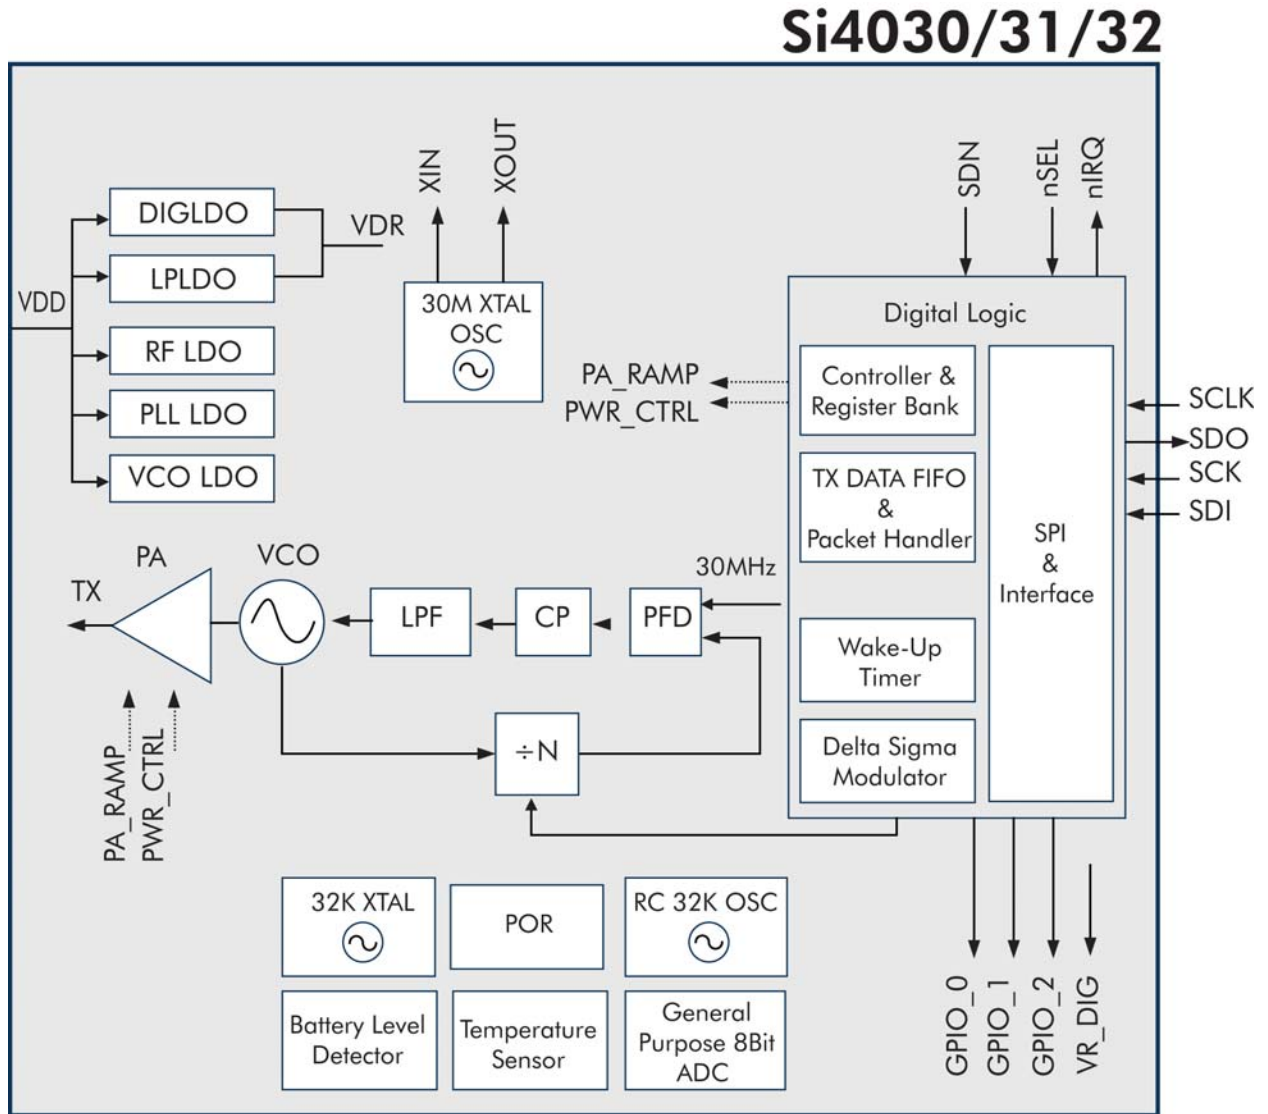 Si4030/31/32
XIN
XOUT
SDN
nSEL
nIRQ
DIGLDO
VDR
LPLDO
VDD
RF LDO
PLL LDO
VCO LDO
30M XTAL
OSC
Digital Logic
PA_RAMP
PWR_CTRL
Controller &
Register Bank
TX DATA FIFO
&
Packet Handler
SPI
&
Interface
Wake-Up
Timer
Delta Sigma
Modulator
SCLK
SDO
SCK
SDI
TX
PA
VCO
LPF
CP
PFD
30MHz
÷N
PA_RAMP
PWR_CTRL
32K XTAL
POR
RC 32K OSC
Battery Level
Detector
Temperature
Sensor
General
Purpose 8Bit
ADC
GPIO_0
GPIO_1
GPIO_2
VR_DIG